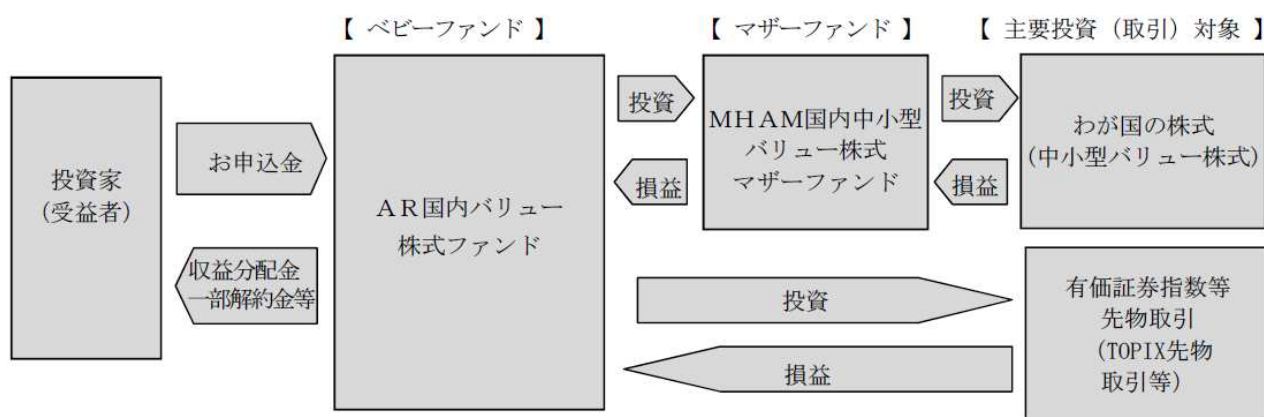 【 ベビーファンド 】
【 マザーファンド 】
【 主要投資（取引）対象 】
投資家
(受益者)
お申込金
収益分配金
一部解約金等
ＡＲ国内バリュー
株式ファンド
投資
損益
ＭＨＡＭ国内中小型
バリュー株式
マザーファンド
投資
損益
わが国の株式
(中小型バリュー株式)
投資
損益
有価証券指数等
先物取引
(TOPIX先物
取引等)